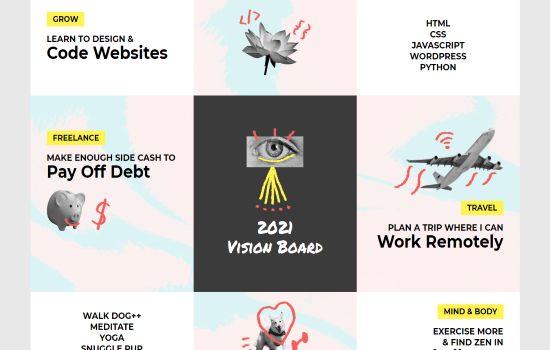 GROW
LEARN TO DESIGN &
Code Websites
</>
{}
HTML
CSS
JAVASCRIPT
WORDPRESS
PYTHON
FREELANCE
MAKE ENOUGH SIDE CASH TO
Pay Off Debt
$
2021
VISION BOARD
TRAVEL
PLAN A TRIP WHERE I CAN
Work Remotely
WALK DOG++
MEDITATE
YOGA
SNUGGLE PUP
MIND & BODY
EXERCISE MORE
& FIND ZEN IN